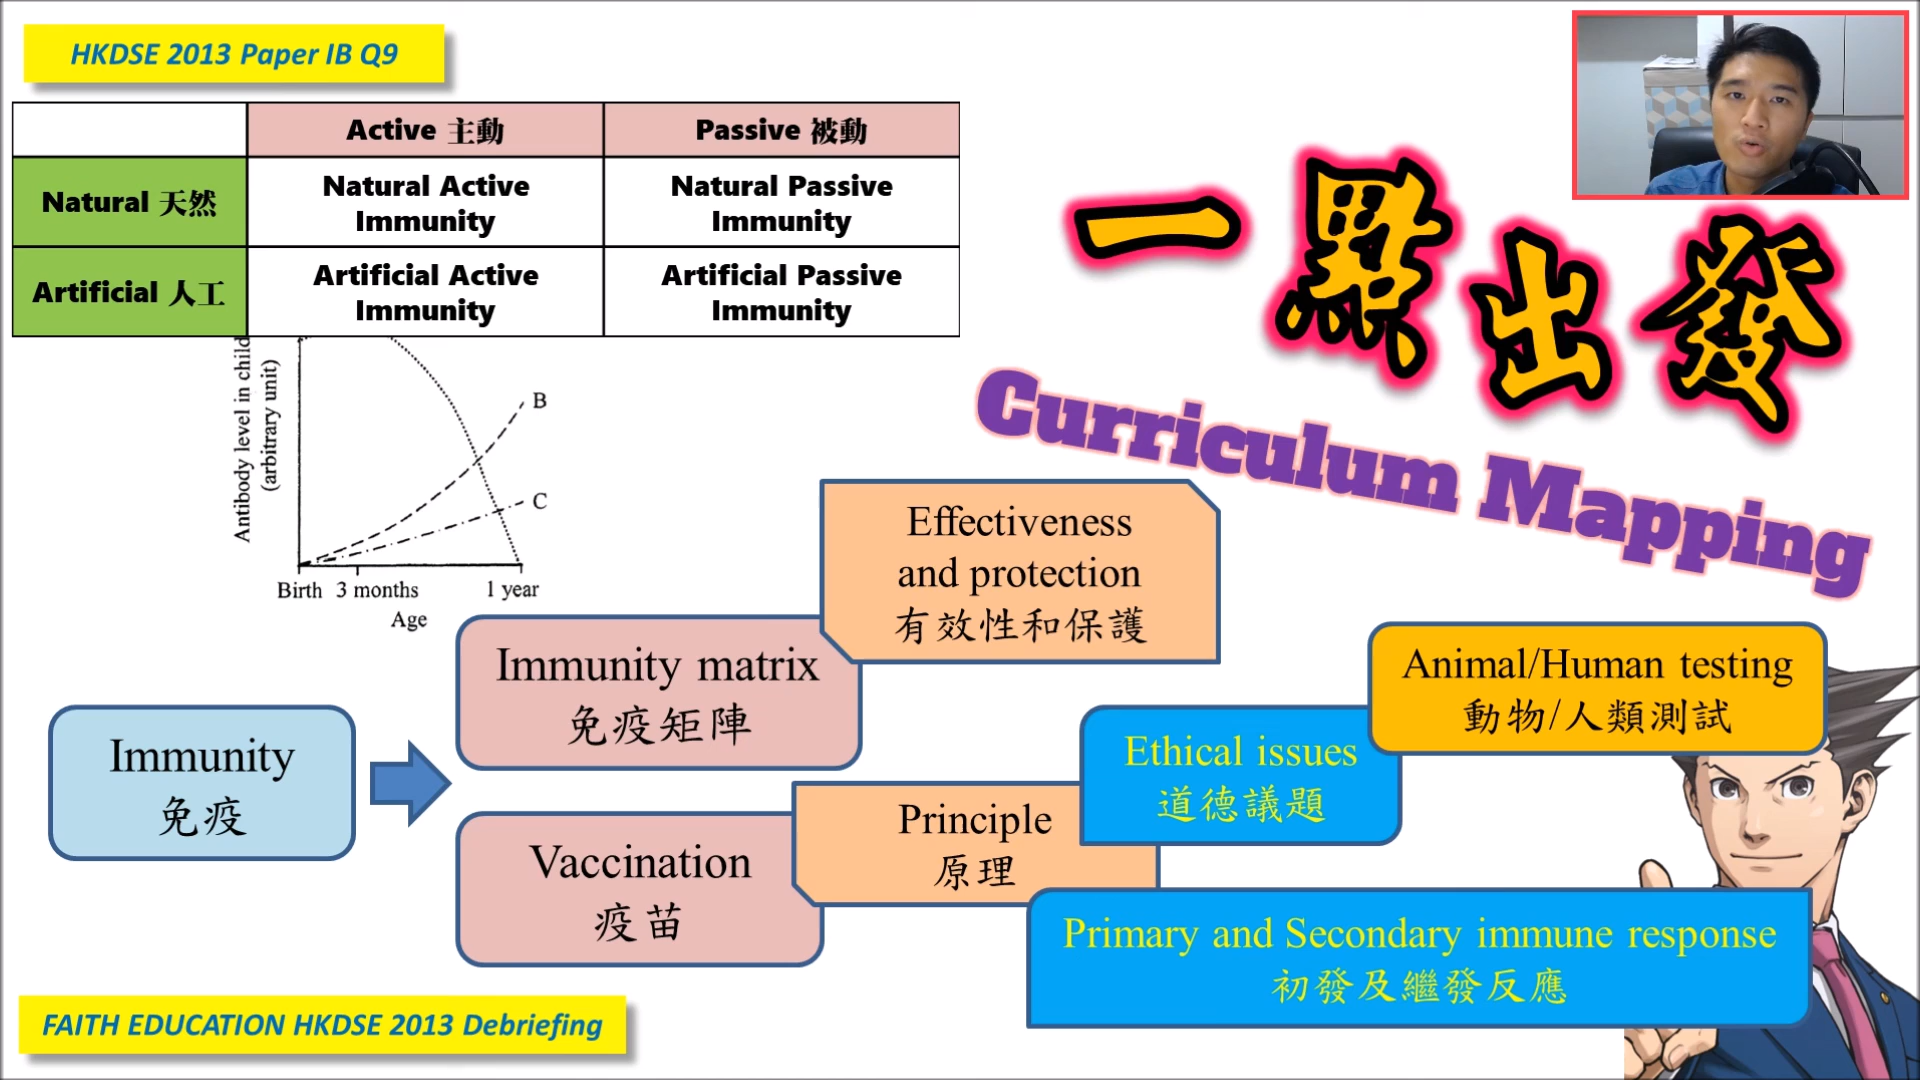 HKDSE 2013 Paper IB Q9
Active 主動
Passive 被動
Natural 天然
Natural Active
Immunity
Natural Passive
Immunity
Artificial 人工
Artificial Active
Immunity
Artificial Passive
Immunity
一點出發
Curriculum Mapping
Antibody level in child
(arbitrary unit)
B
C
Birth 3 months 1 year
Age
Effectiveness
and protection
有效性和保護
Immunity matrix
免疫矩陣
Animal/Human testing
動物/人類測試
Immunity
免疫
Ethical issues
道德議題
Principle
原理
Vaccination
疫苗
Primary and Secondary immune response
初發及繼發反應
FAITH EDUCATION HKDSE 2013 Debriefing